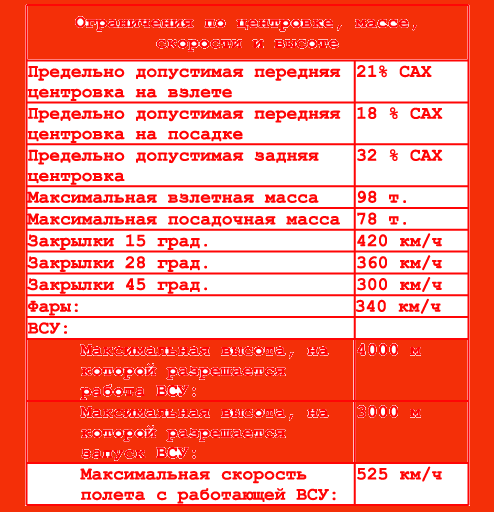 Ограничения по центровке, массе,
скорости и высоте
Предельно допустимая передняя 21% САХ
центровка на взлете
Предельно допустимая передняя 18 % САХ
центровка на посадке
Предельно допустимая задняя 32 % САХ
центровка
Максимальная взлетная масса 98 т.
Максимальная посадочная масса 78 т.
Закрылки 15 град. 420 км/ч
Закрылки 28 град. 360 км/ч
Закрылки 45 град. 300 км/ч
Фары: 340 км/ч
ВСУ:
Максимальная высота, на 4000 м
которой разрешается
работа ВСУ:
Максимальная высота, на 3000 м
которой разрешается
запуск ВСУ:
Максимальная скорость 525 км/ч
полета с работающей ВСУ: